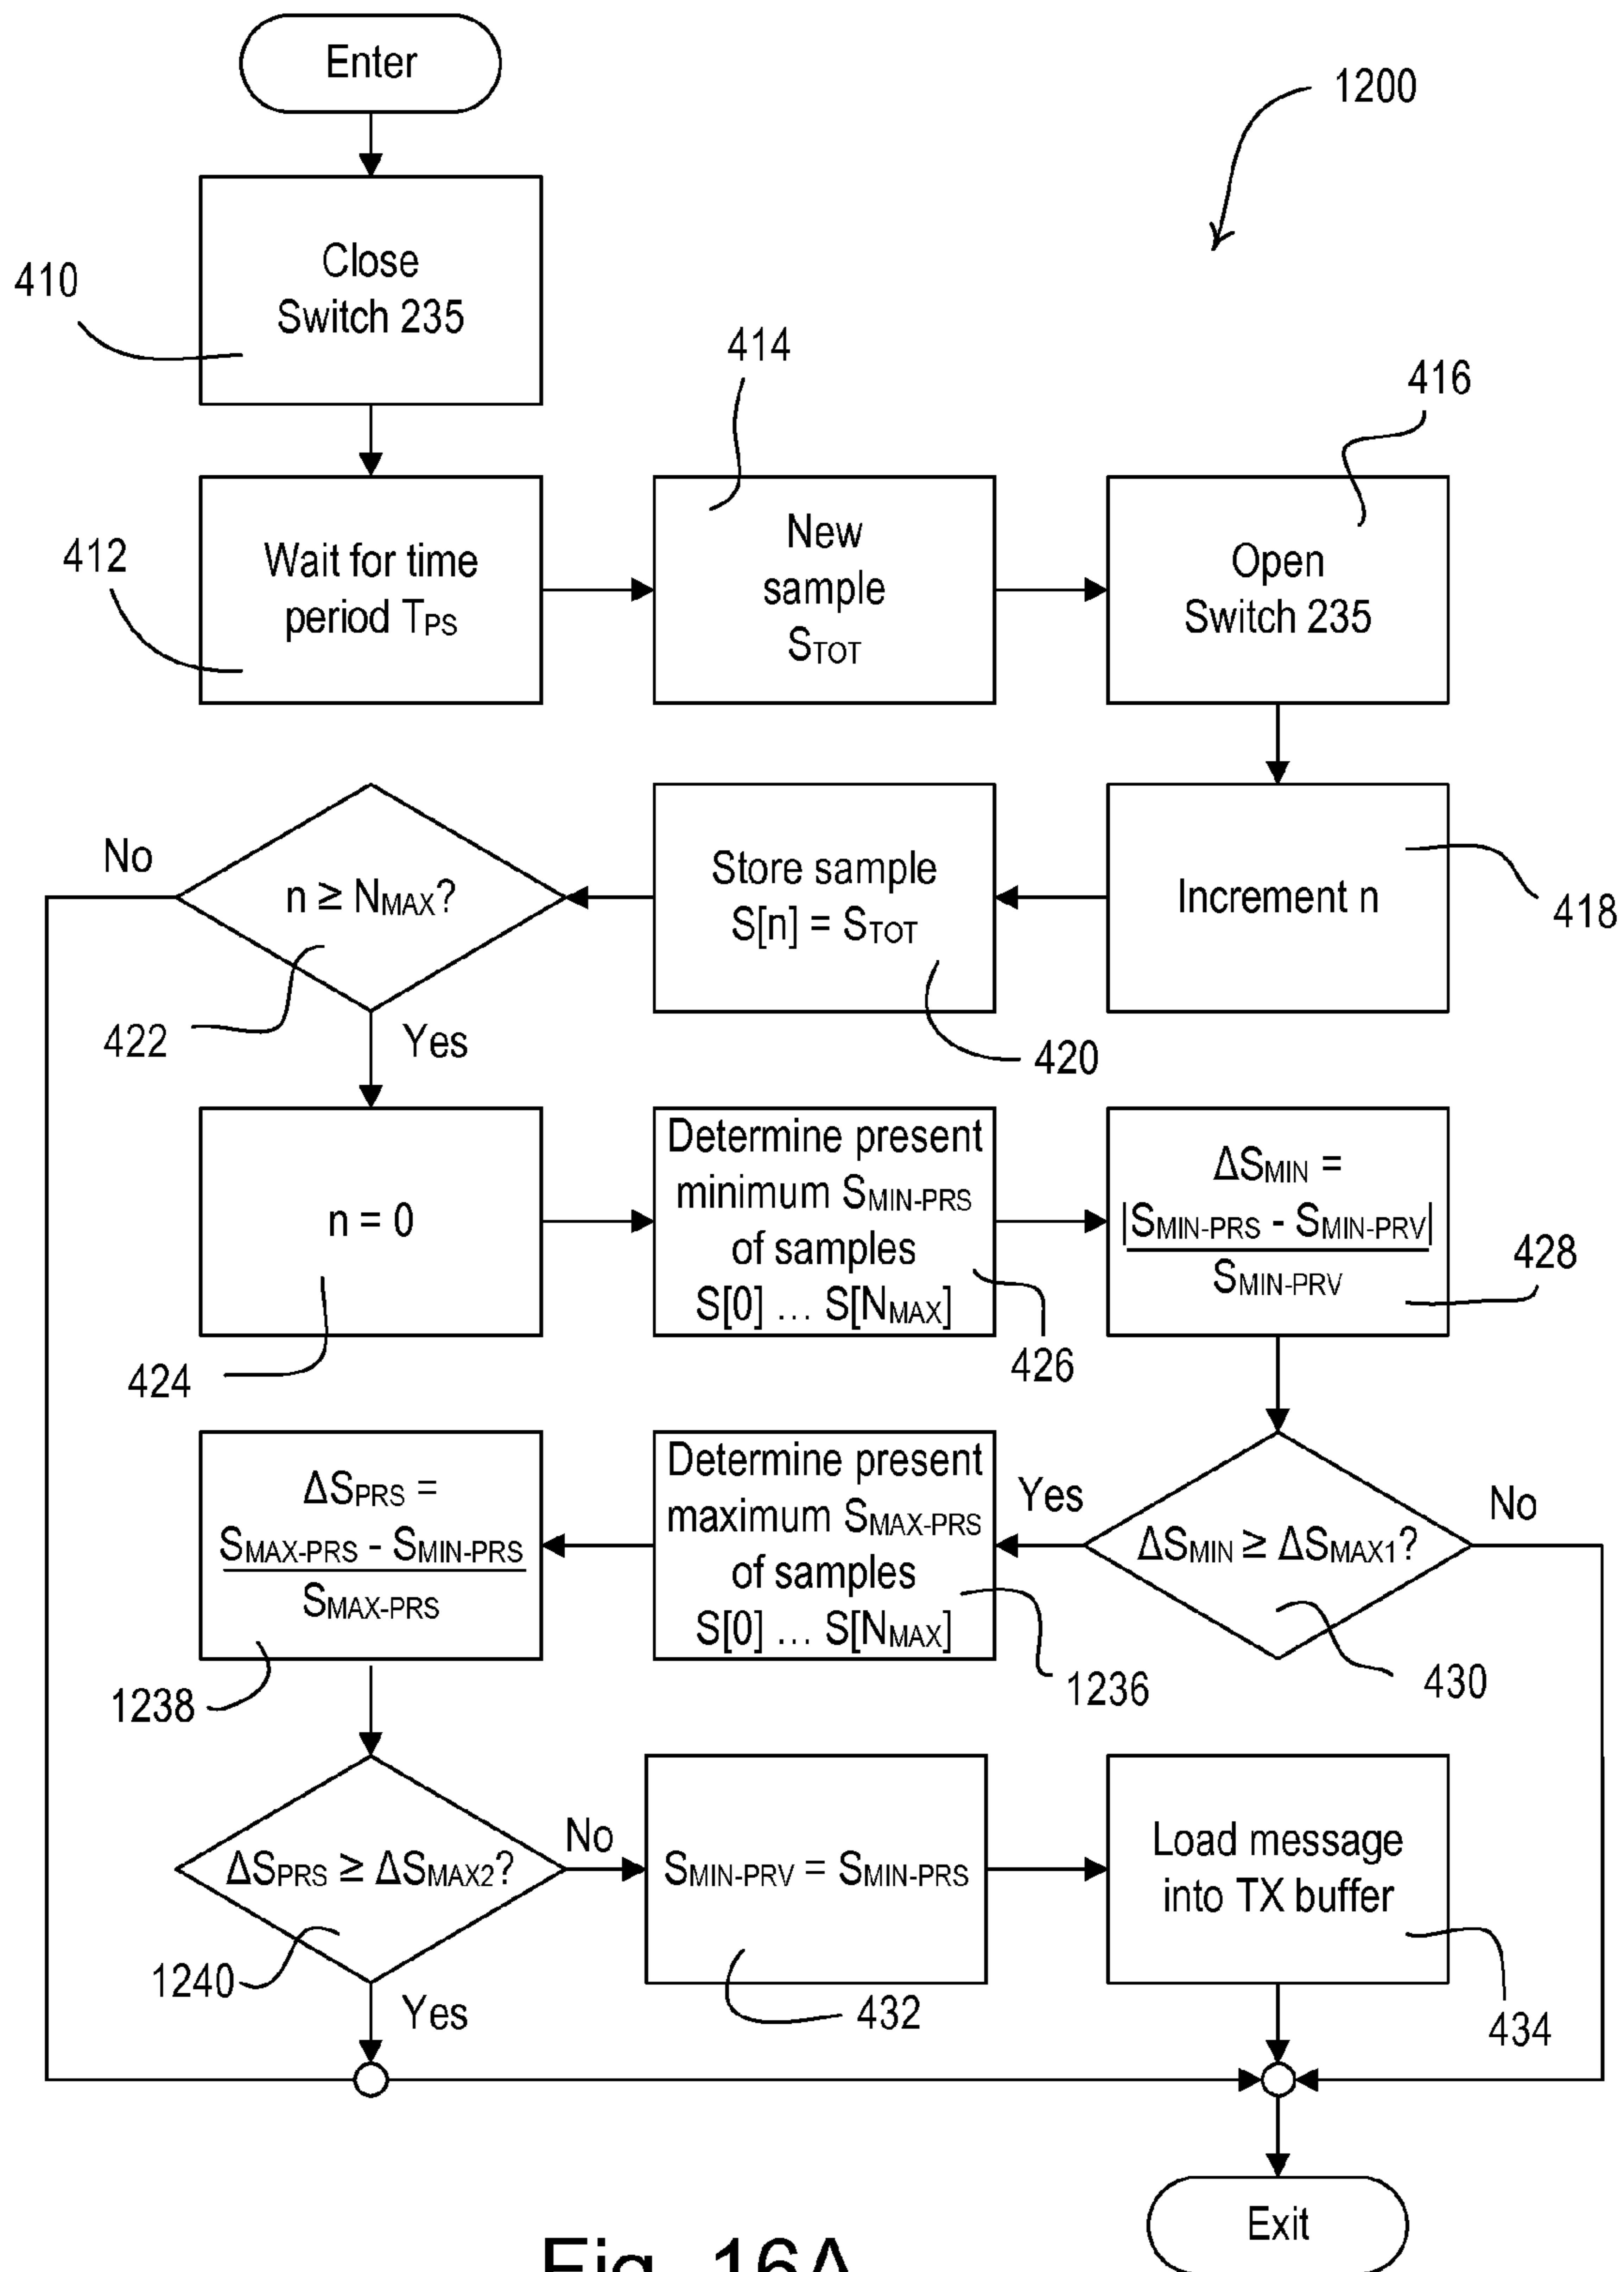 Enter
1200
Close
Switch 235
410
414
416
412
Wait for time
period TPS
New
sample
STOT
Open
Switch 235
No
n ≥ NMAX?
Store sample
S[n] = STOT
Increment n
418
422
Yes
420
n = 0
Determine present
minimum SMIN-PRS
of samples
S[0] ... S[NMAX]
ΔSMIN =
|SMIN-PRS - SMIN-PRV|
SMIN-PRV
428
424
426
ΔSPRS =
SMAX-PRS - SMIN-PRS
SMAX-PRS
Determine present
maximum SMAX-PRS
of samples
S[0] ... S[NMAX]
Yes
ΔSMIN ≥ ΔSMAX1?
No
1238
1236
430
ΔSPRS ≥ ΔSMAX2?
No
SMIN-PRV = SMIN-PRS
Load message
into TX buffer
1240
Yes
432
434
Exit
Fig. 16A